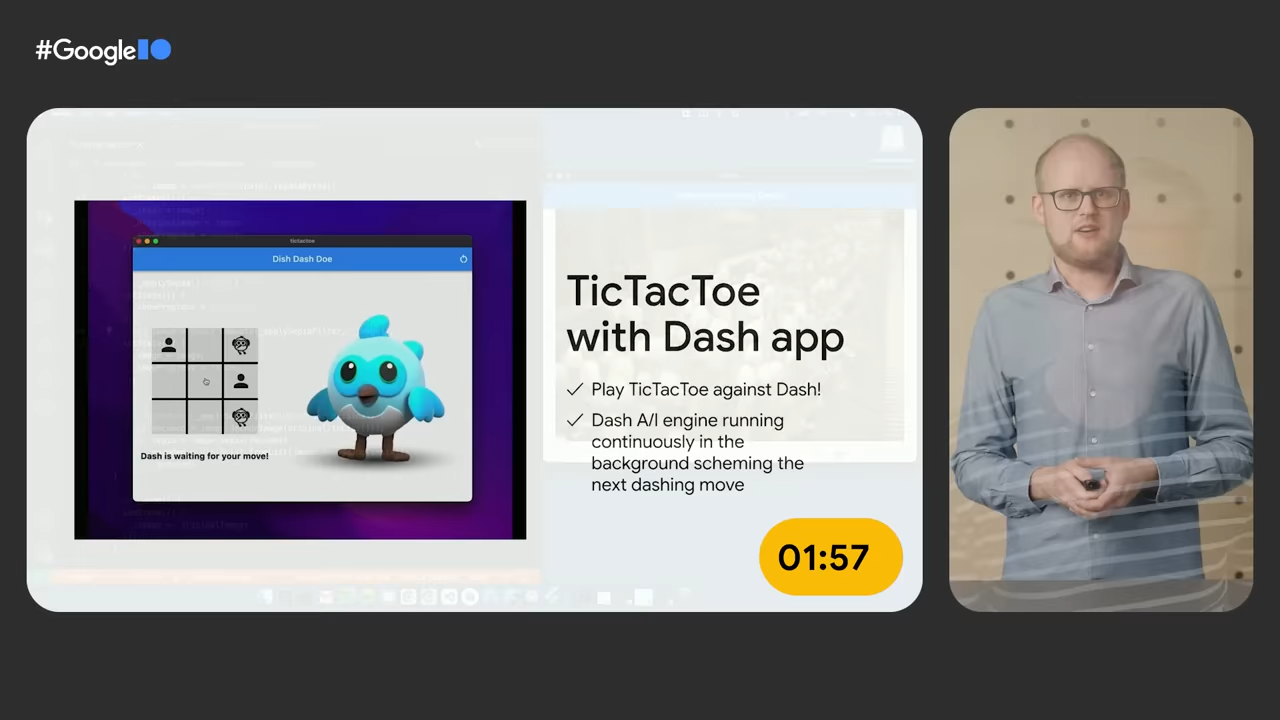 #GoogleIO
tictactoe
Dish Dash Doe
Dash is waiting for your move!
TicTacToe
with Dash app
Play TicTacToe against Dash!
Dash A/I engine running
continuously in the
background scheming the
next dashing move
01:57